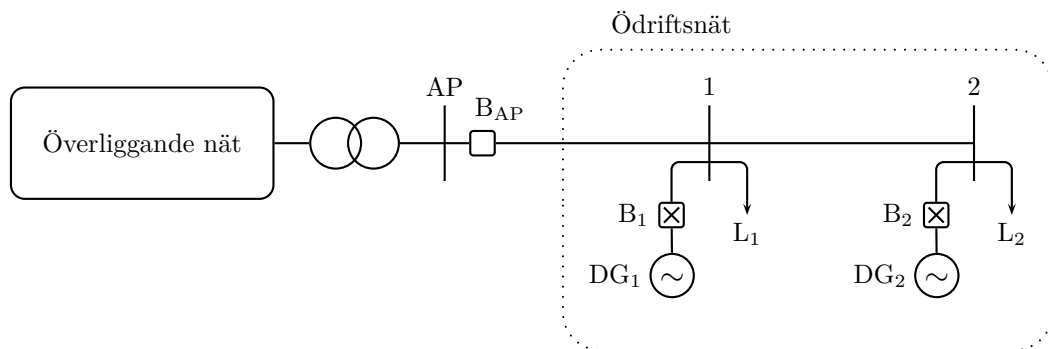 Ödriftsnät
AP
B_AP
1
2
Överliggande nät
B_1
L_1
B_2
L_2
DG_1
∼
DG_2
∼